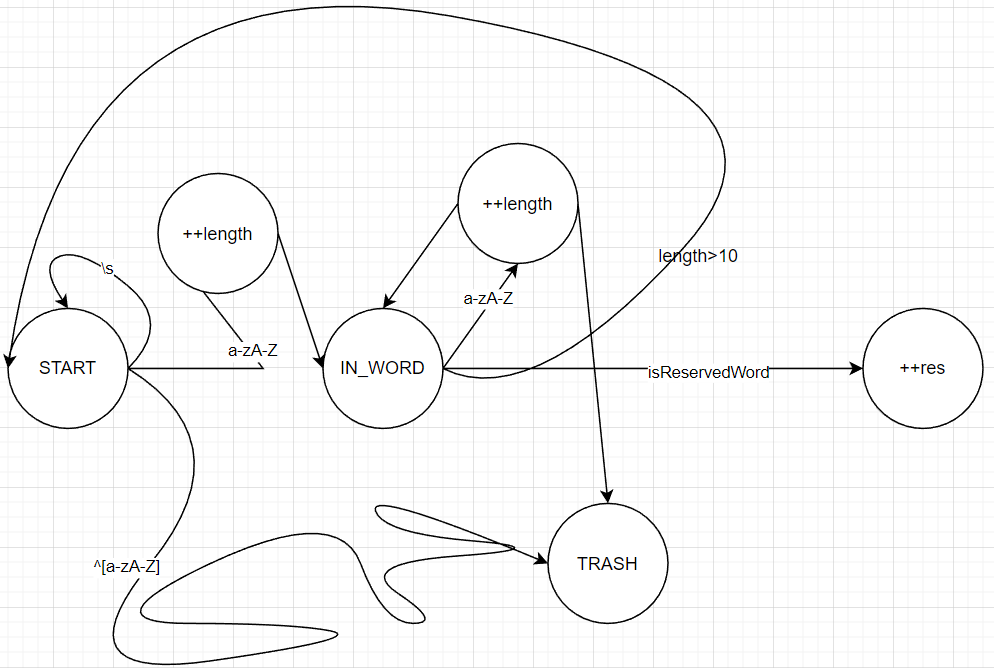 ++length
++length
length>10
\s
a-zA-Z
a-zA-Z
START
IN_WORD
isReservedWord
++res
^[a-zA-Z]
TRASH